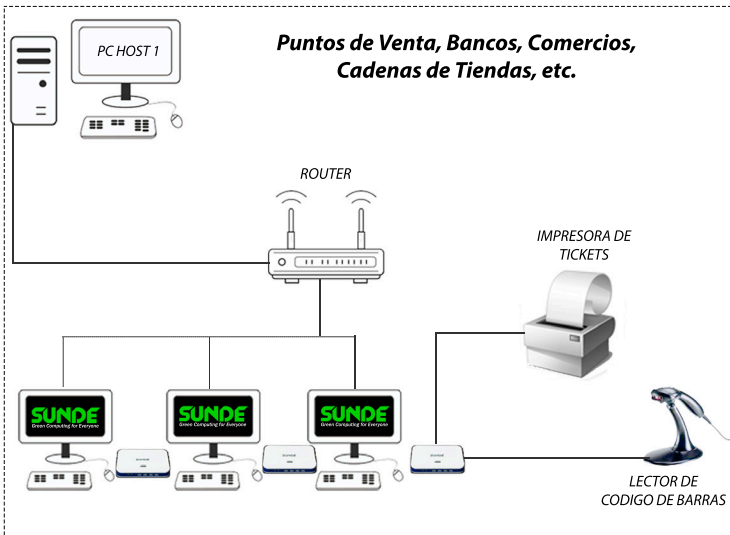 PC HOST 1
Puntos de Venta, Bancos, Comercios,
Cadenas de Tiendas, etc.
ROUTER
IMPRESORA DE
TICKETS
SUNDE
Green Computing for Everyone
SUNDE
Green Computing for Everyone
SUNDE
Green Computing for Everyone
LECTOR DE
CODIGO DE BARRAS